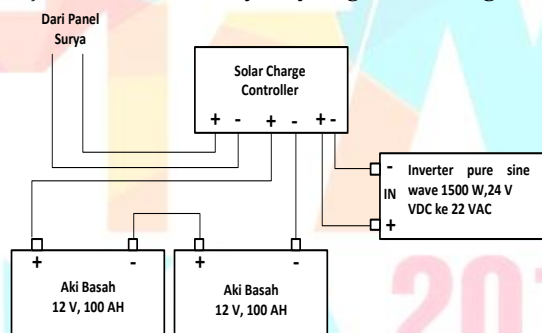 Dari Panel
Surya
Solar Charge
Controller
+ - + - + -
- Inverter pure sine
IN wave 1500 W,24 V
VDC ke 22 VAC
+
+ -
Aki Basah
12 V, 100 AH
+ -
Aki Basah
12 V, 100 AH
201